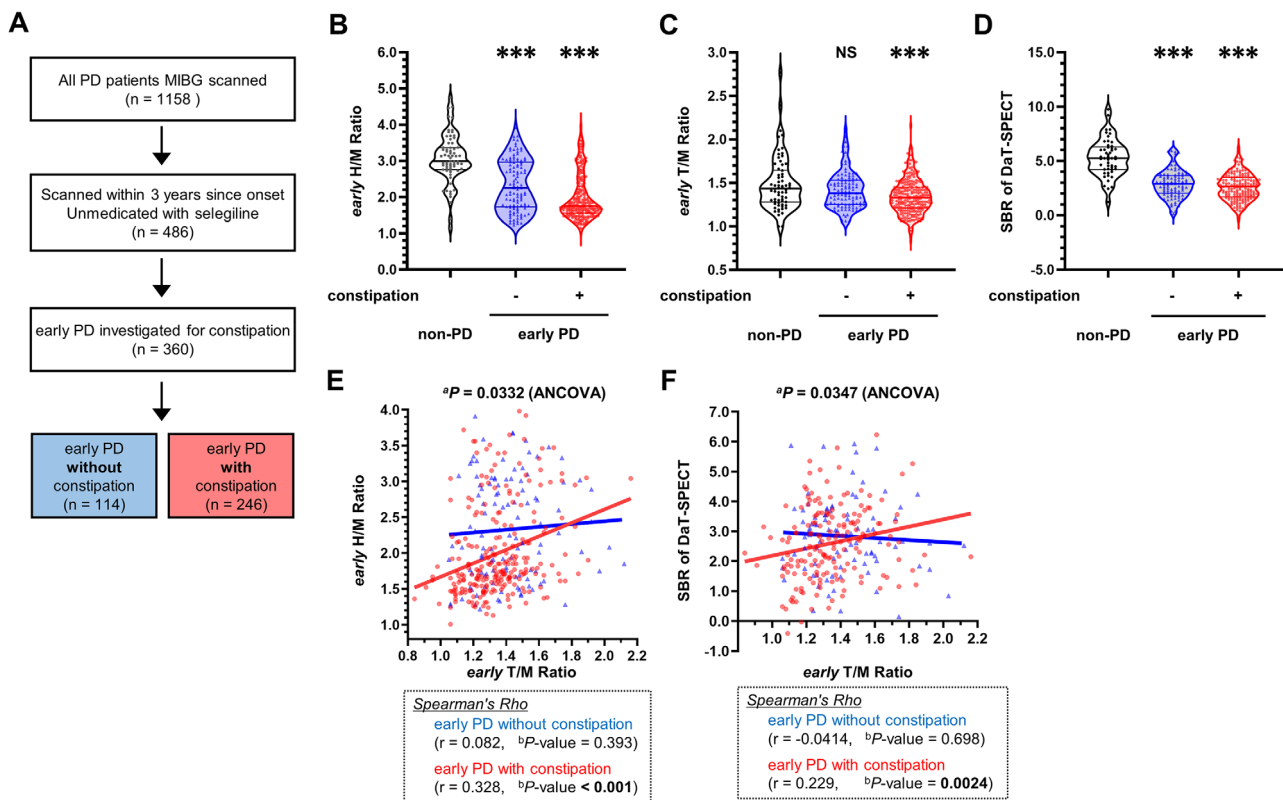 A
All PD patients MIBG scanned
(n = 1158 )
Scanned within 3 years since onset
Unmedicated with selegiline
(n = 486)
early PD investigated for constipation
(n = 360)
early PD
without
constipation
(n = 114)
early PD
with
constipation
(n = 246)
B
early H/M Ratio
6.0
5.0
4.0
3.0
2.0
1.0
0.0
*** ***
constipation - +
non-PD early PD
C
early T/M Ratio
3.0
2.5
2.0
1.5
1.0
0.5
NS ***
constipation - +
non-PD early PD
D
SBR of DaT-SPECT
15.0
10.0
5.0
0.0
-5.0
*** ***
constipation - +
non-PD early PD
E
ᵃP = 0.0332 (ANCOVA)
early H/M Ratio
4.0
3.5
3.0
2.5
2.0
1.5
1.0
0.8 1.0 1.2 1.4 1.6 1.8 2.0 2.2
early T/M Ratio
Spearman's Rho
early PD without constipation
(r = 0.082, ᵇP-value = 0.393)
early PD with constipation
(r = 0.328, ᵇP-value < 0.001)
F
ᵃP = 0.0347 (ANCOVA)
SBR of DaT-SPECT
7.0
6.0
5.0
4.0
3.0
2.0
1.0
0.0
-1.0
1.0 1.2 1.4 1.6 1.8 2.0 2.2
early T/M Ratio
Spearman's Rho
early PD without constipation
(r = -0.0414, ᵇP-value = 0.698)
early PD with constipation
(r = 0.229, ᵇP-value = 0.0024)